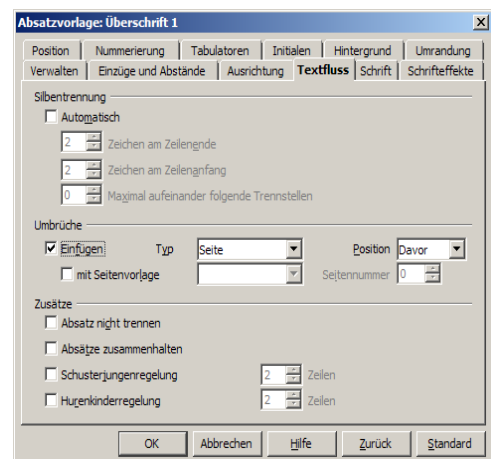 Absatzvorlage: Überschrift 1
Position Nummerierung Tabulatoren Initialen Hintergrund Umrandung
Verwalten Einzüge und Abstände Ausrichtung Textfluss Schrift Schrifteffekte
Silbentrennung
Automatisch
2 Zeichen am Zeilenende
2 Zeichen am Zeilenanfang
0 Maximal aufeinander folgende Trennstellen
Umbrüche
Einfügen Typ Seite Position Davor
mit Seitenvorlage Seitennummer 0
Zusätze
Absatz nicht trennen
Absätze zusammenhalten
Schusterjungenregelung 2 Zeilen
Hurenkinderregelung 2 Zeilen
OK Abbrechen Hilfe Zurück Standard